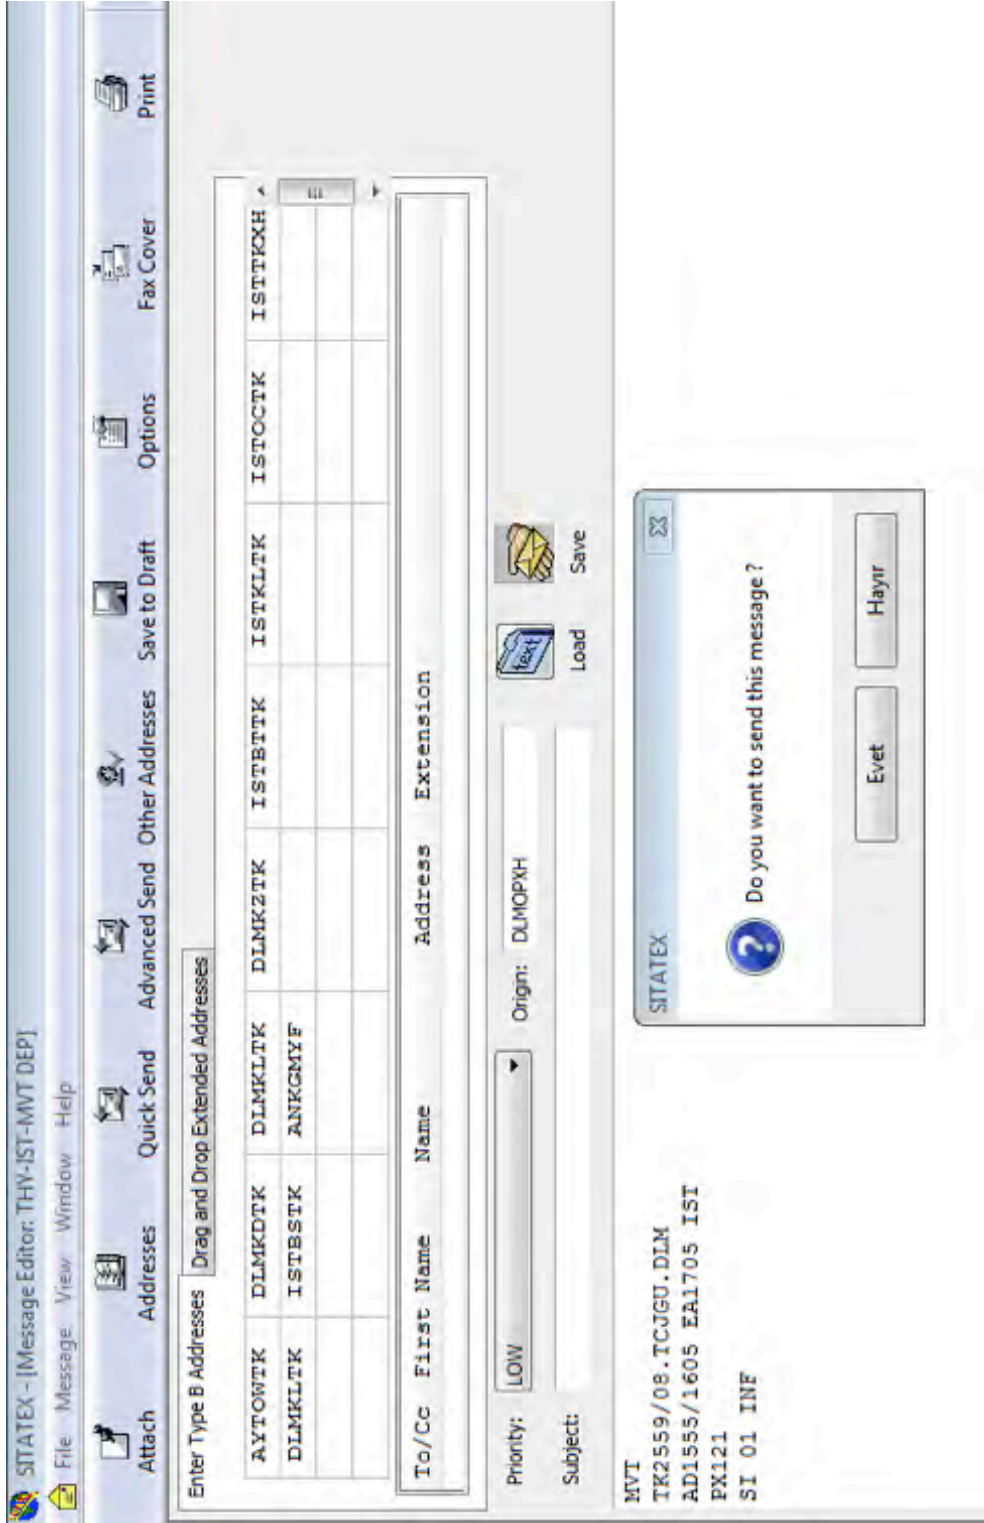 SITATEX - [Message Editor: THY-IST-MVT DEP]
File Message View Window Help
Attach Addresses Quick Send Advanced Send Other Addresses Save to Draft Options Fax Cover Print
Enter Type B Addresses Drag and Drop Extended Addresses
AYTOWTK DLMKDTK DLMKLTK DLMKZTK ISTBTTK ISTKLTK ISTOCTK ISTTKXH
DLMKLTK ISTBSTK ANKGMYF
To/Cc First Name Name Address Extension
Priority: LOW Origin: DLMOPXH
Subject:
text
Load Save
MVT
TK2559/08.TCJGU.DLM
AD1555/1605 EA1705 IST
PX121
SI 01 INF
SITATEX
Do you want to send this message ?
Evet Hayır